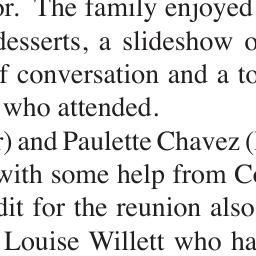 or. The family enjoyed
desserts, a slideshow o
f conversation and a to
who attended.
r) and Paulette Chavez (
with some help from Co
dit for the reunion also
Louise Willett who ha